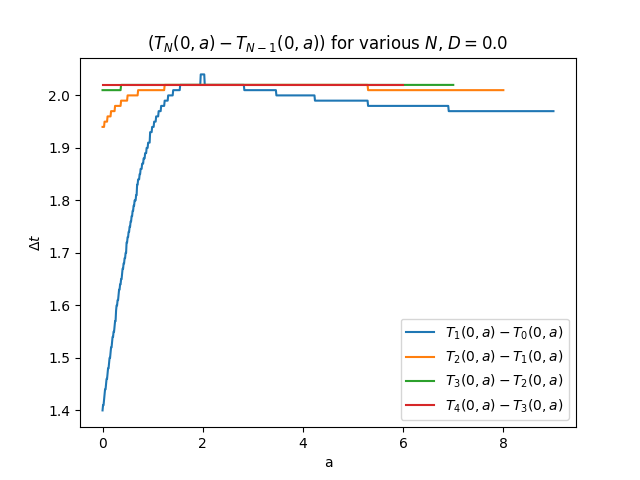 $(T_N(0, a) - T_{N-1}(0, a))$ for various $N$, $D = 0.0$
2.0
1.9
1.8
1.7
1.6
1.5
1.4
$\Delta t$
0 2 4 6 8
a
$T_1(0, a) - T_0(0, a)$
$T_2(0, a) - T_1(0, a)$
$T_3(0, a) - T_2(0, a)$
$T_4(0, a) - T_3(0, a)$